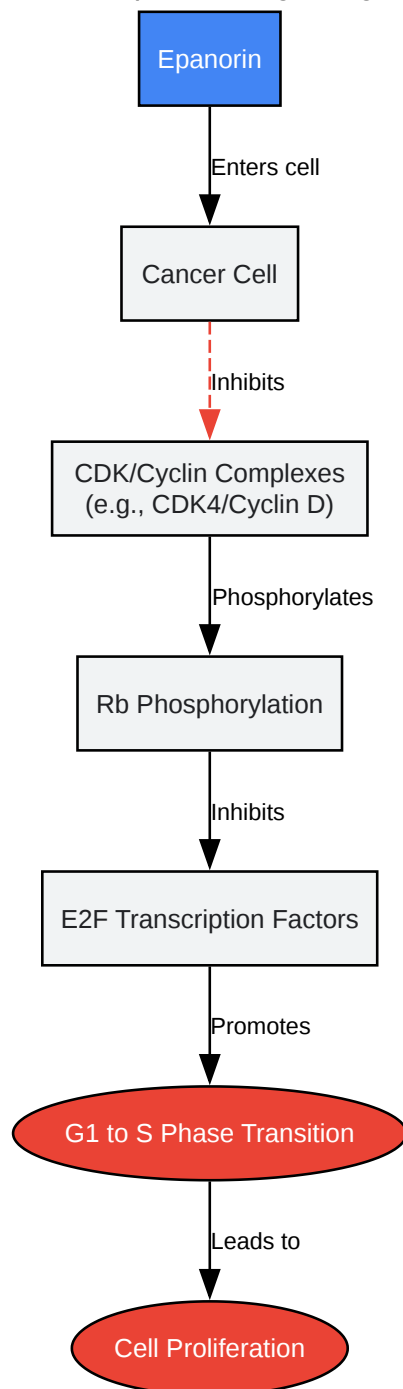 Epanorin
Enters cell
Cancer Cell
Inhibits
CDK/Cyclin Complexes
(e.g., CDK4/Cyclin D)
Phosphorylates
Rb Phosphorylation
Inhibits
E2F Transcription Factors
Promotes
G1 to S Phase Transition
Leads to
Cell Proliferation